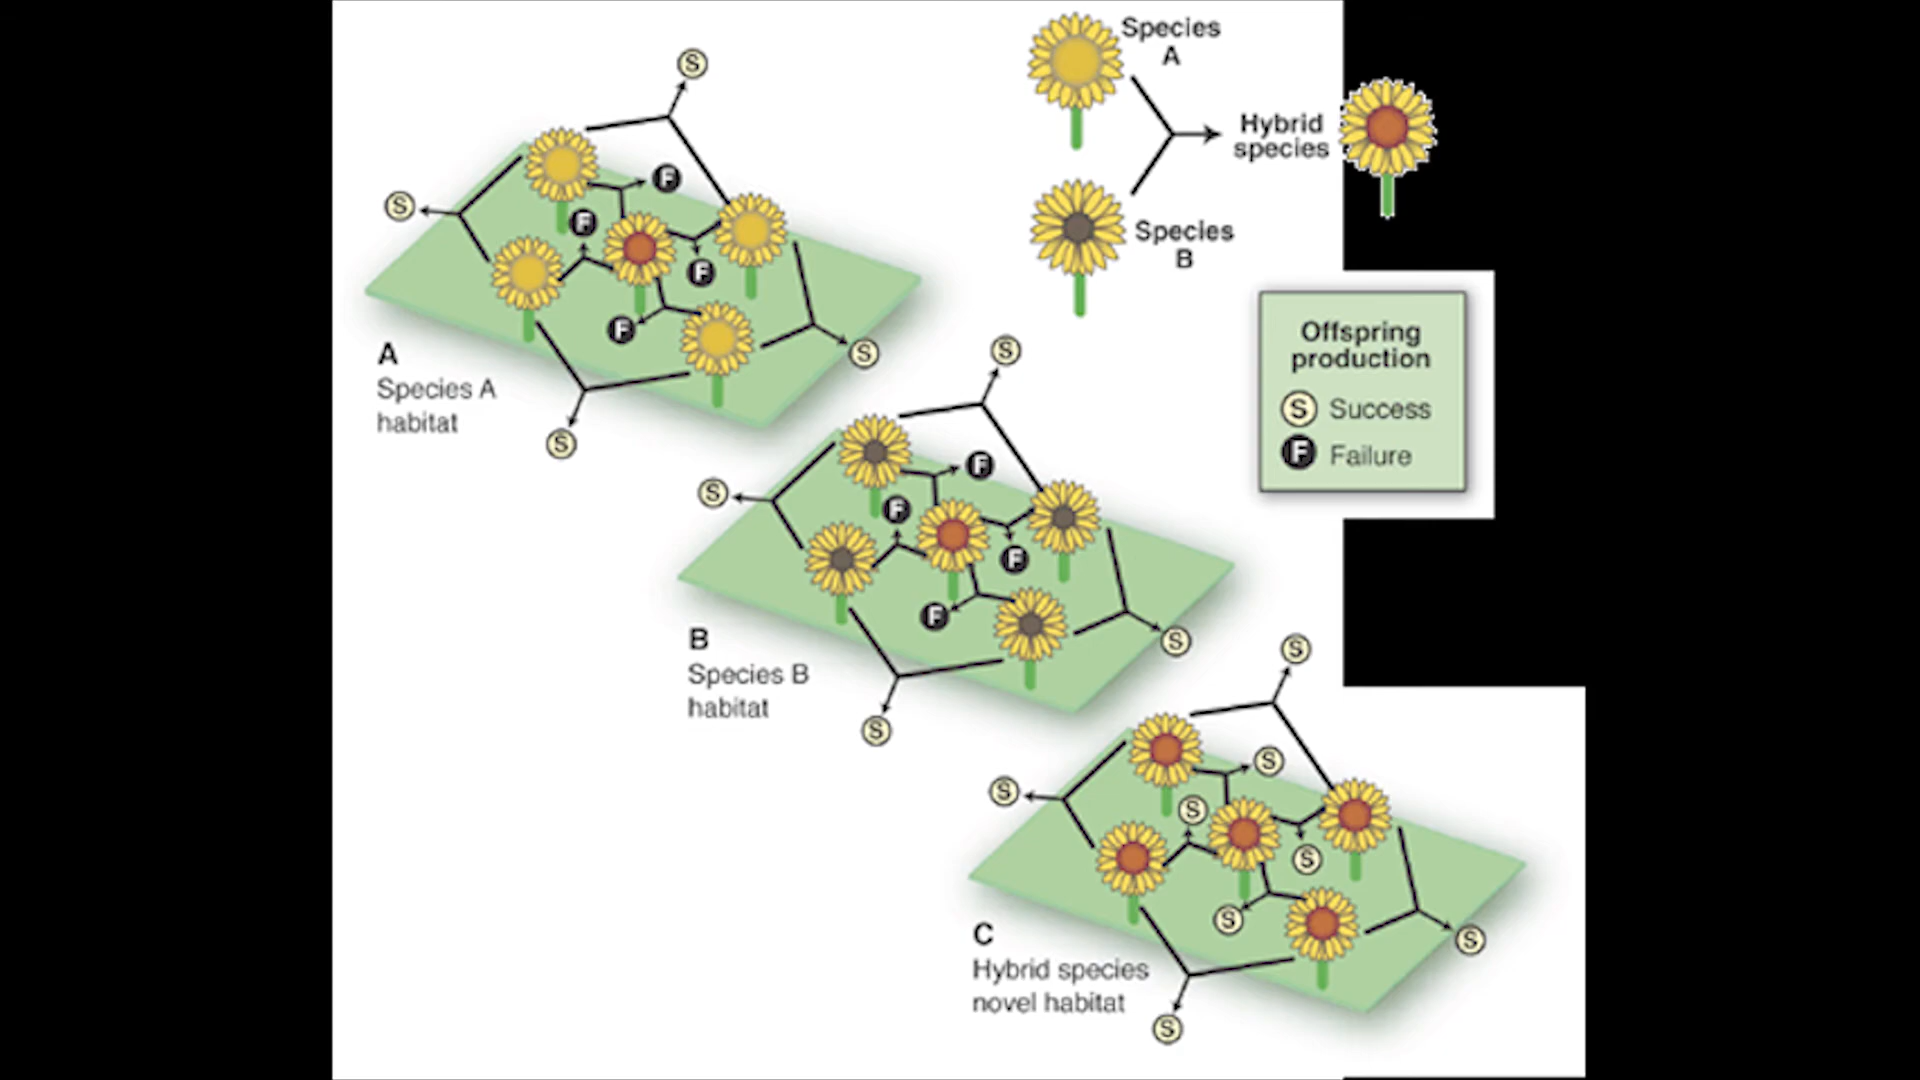 Species
A
Hybrid
species
Species
B
Offspring
production
S Success
F Failure
S
S
F
F
F
F
S
S
A
Species A
habitat
S
S
F
F
F
F
S
S
B
Species B
habitat
S
S
S
S
S
S
S
S
C
Hybrid species
novel habitat